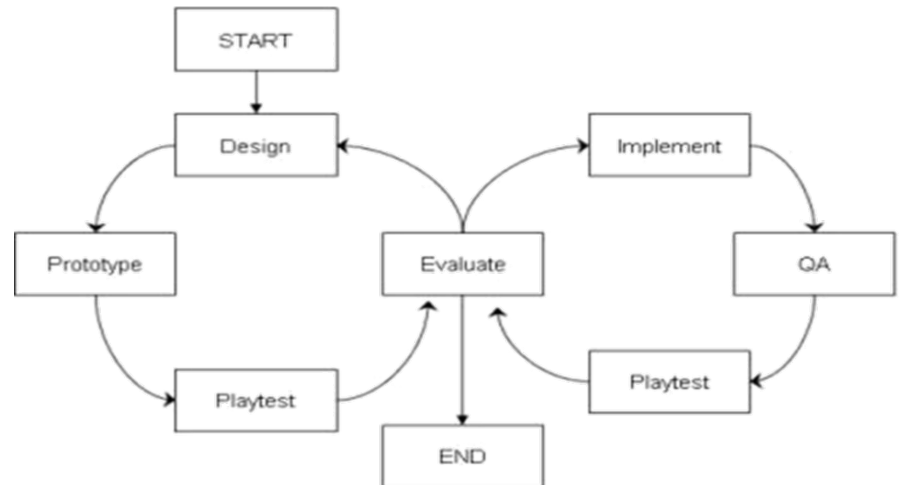 START
Design
Implement
Prototype
Evaluate
QA
Playtest
Playtest
END